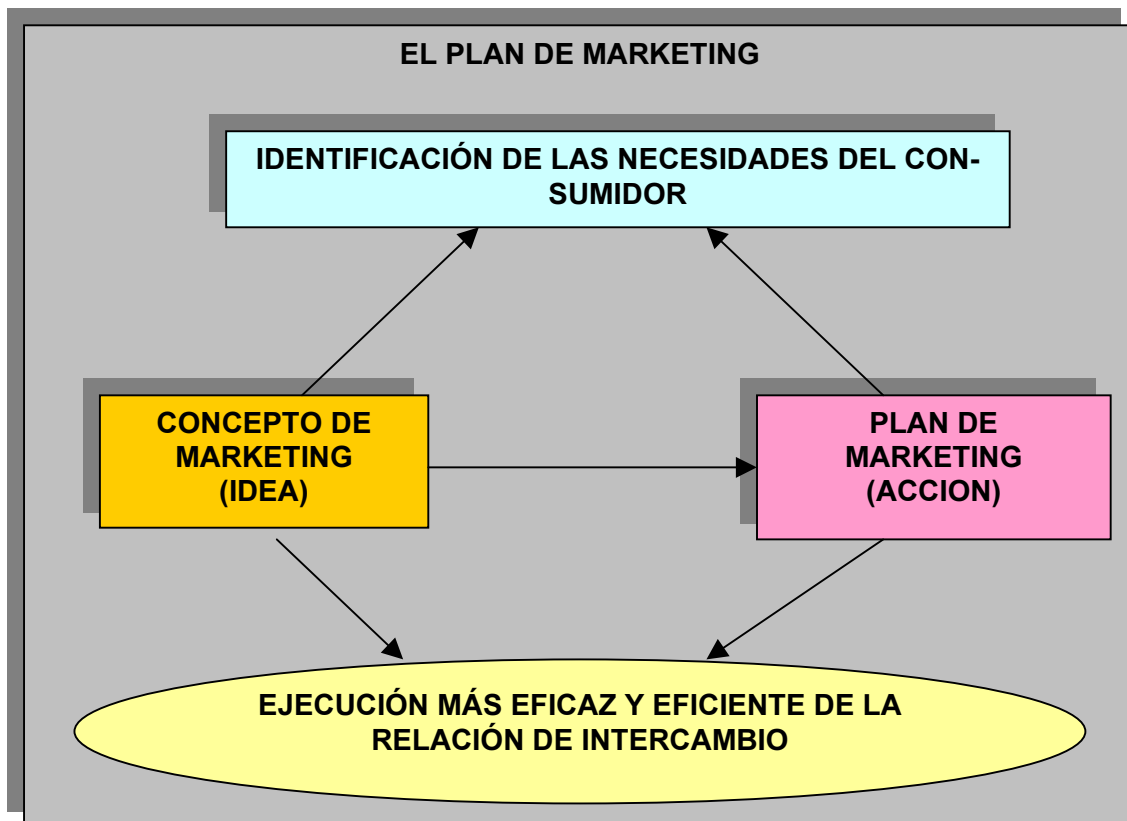 EL PLAN DE MARKETING
IDENTIFICACIÓN DE LAS NECESIDADES DEL CON-
SUMIDOR
CONCEPTO DE
MARKETING
(IDEA)
PLAN DE
MARKETING
(ACCION)
EJECUCIÓN MÁS EFICAZ Y EFICIENTE DE LA
RELACIÓN DE INTERCAMBIO